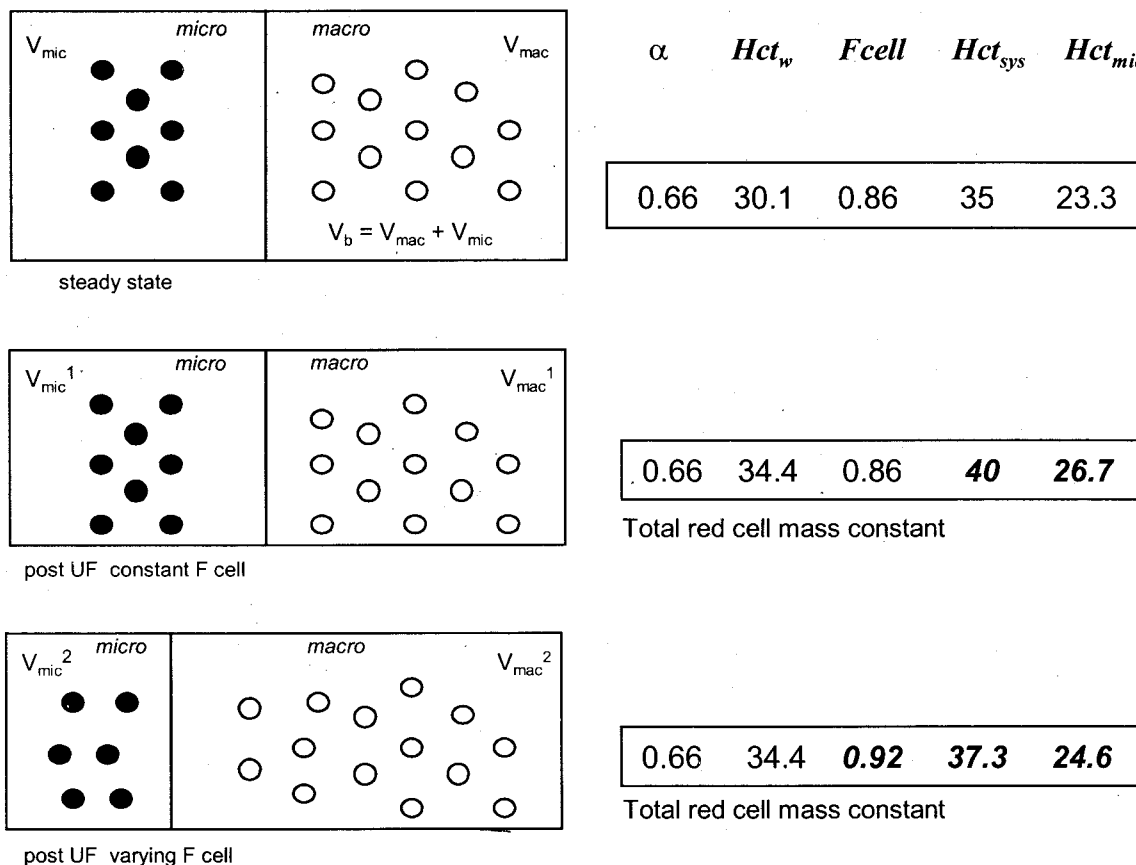 micro macro
V_mic V_mac
α Hct_w Fcell Hct_sys Hct_mic
0.66 30.1 0.86 35 23.3
V_b = V_mac + V_mic
steady state
micro macro
V_mic^1 V_mac^1
0.66 34.4 0.86 40 26.7
Total red cell mass constant
post UF constant F cell
micro macro
V_mic^2 V_mac^2
0.66 34.4 0.92 37.3 24.6
Total red cell mass constant
post UF varying F cell